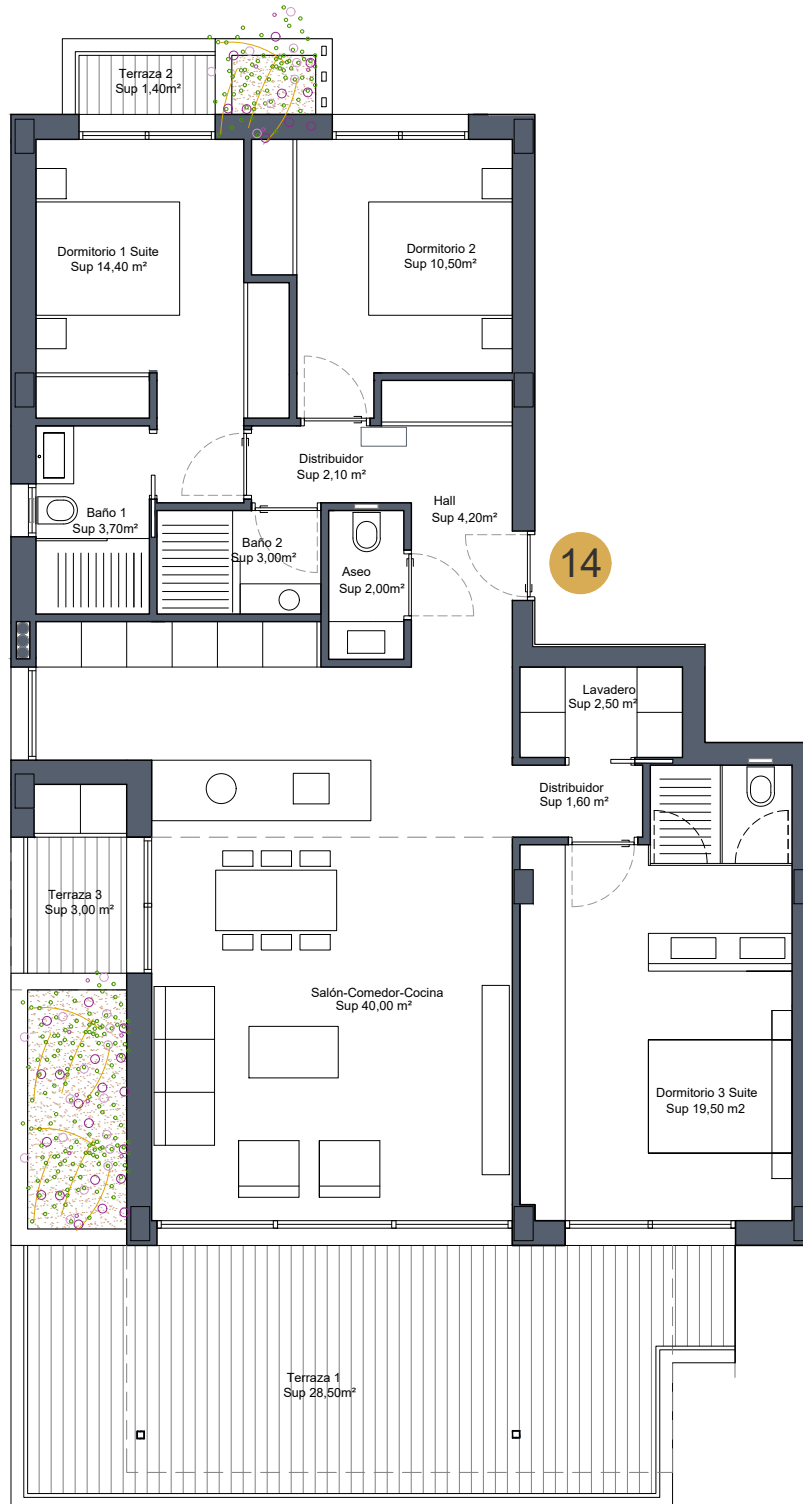 Terraza 2
Sup 1,40m²
Dormitorio 1 Suite
Sup 14,40 m²
Dormitorio 2
Sup 10,50m²
Distribuidor
Sup 2,10 m²
Hall
Sup 4,20m²
Baño 1
Sup 3,70m²
Baño 2
Sup 3,00m²
Aseo
Sup 2,00m²
14
Lavadero
Sup 2,50 m²
Distribuidor
Sup 1,60 m²
Terraza 3
Sup 3,00 m²
Salón-Comedor-Cocina
Sup 40,00 m²
Dormitorio 3 Suite
Sup 19,50 m2
Terraza 1
Sup 28,50m²